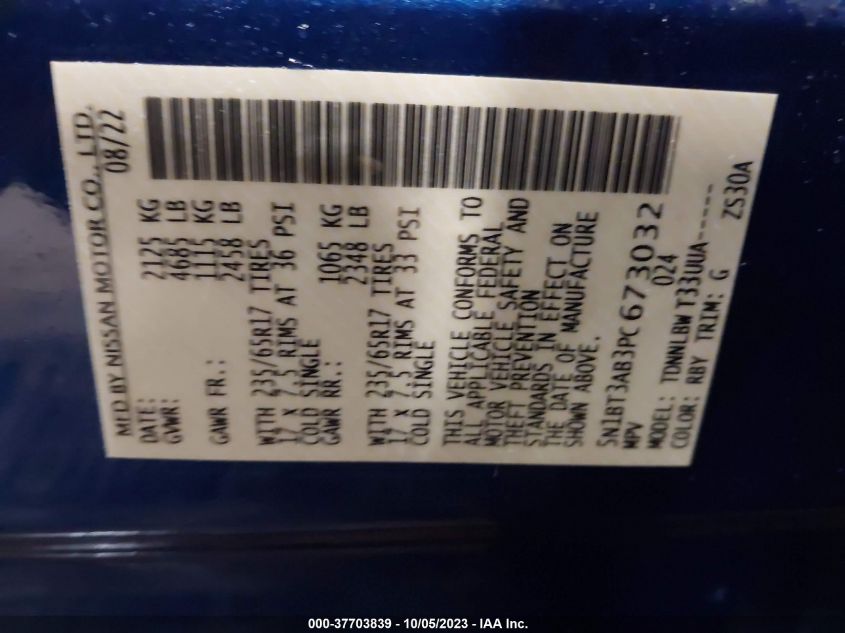 MFD BY NISSAN MOTOR CO., LTD.
DATE: 08/22
GVWR: 2125 KG
4685 LB
GAWR FR.: 1115 KG
2458 LB
WITH 235/65R17 TIRES
17 X 7.5 RIMS AT 36 PSI
COLD SINGLE
GAWR RR.: 1065 KG
2348 LB
WITH 235/65R17 TIRES
17 X 7.5 RIMS AT 33 PSI
COLD SINGLE
THIS VEHICLE CONFORMS TO
ALL APPLICABLE FEDERAL
MOTOR VEHICLE SAFETY AND
THEFT PREVENTION
STANDARDS IN EFFECT ON
THE DATE OF MANUFACTURE
SHOWN ABOVE.
5N1BT3AB3PC673032
MPV 024
MODEL: TDMNLBW T33UUA-----
COLOR: RBY TRIM: G ZS30A
000-37703839 - 10/05/2023 - IAA Inc.